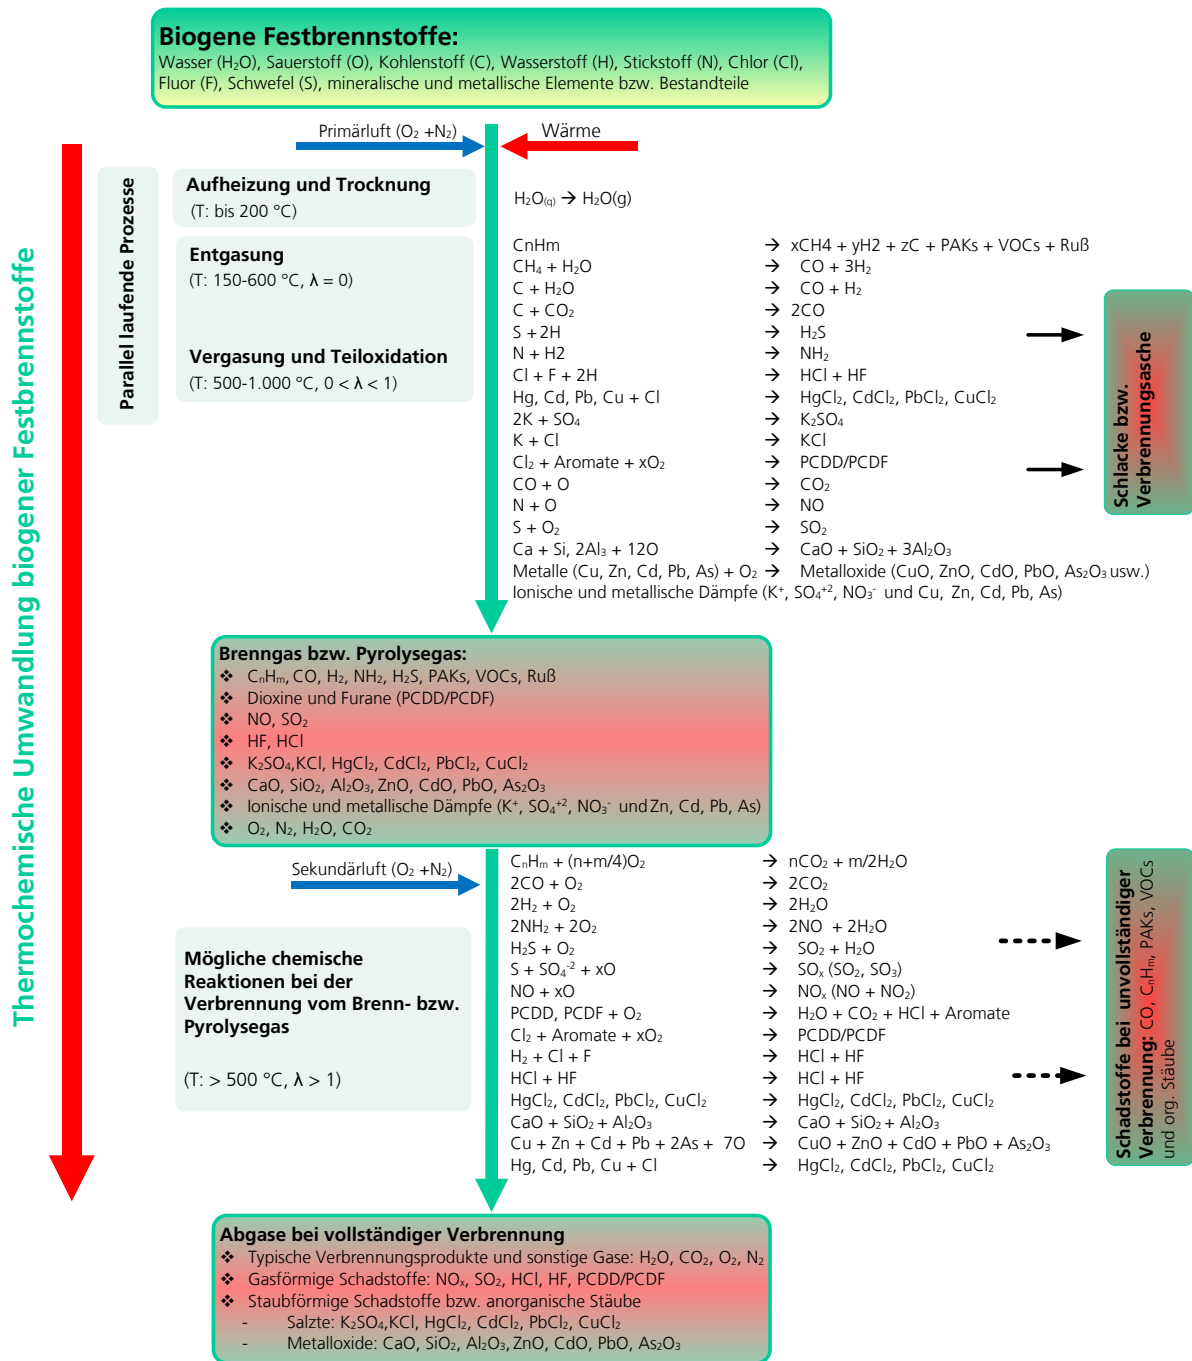 Biogene Festbrennstoffe:
Wasser (H₂O), Sauerstoff (O), Kohlenstoff (C), Wasserstoff (H), Stickstoff (N), Chlor (Cl),
Fluor (F), Schwefel (S), mineralische und metallische Elemente bzw. Bestandteile
Thermochemische Umwandlung biogener Festbrennstoffe
Primärluft (O₂ +N₂)
Wärme
Parallel laufende Prozesse
Aufheizung und Trocknung
(T: bis 200 °C)
Entgasung
(T: 150-600 °C, λ = 0)
Vergasung und Teiloxidation
(T: 500-1.000 °C, 0 < λ < 1)
H₂O₍q₎ → H₂O(g)
CnHm → xCH4 + yH2 + zC + PAKs + VOCs + Ruß
CH₄ + H₂O → CO + 3H₂
C + H₂O → CO + H₂
C + CO₂ → 2CO
S + 2H → H₂S
N + H2 → NH₂
Cl + F + 2H → HCl + HF
Hg, Cd, Pb, Cu + Cl → HgCl₂, CdCl₂, PbCl₂, CuCl₂
2K + SO₄ → K₂SO₄
K + Cl → KCl
Cl₂ + Aromate + xO₂ → PCDD/PCDF
CO + O → CO₂
N + O → NO
S + O₂ → SO₂
Ca + Si, 2Al₃ + 12O → CaO + SiO₂ + 3Al₂O₃
Metalle (Cu, Zn, Cd, Pb, As) + O₂ → Metalloxide (CuO, ZnO, CdO, PbO, As₂O₃ usw.)
Ionische und metallische Dämpfe (K⁺, SO₄⁺², NO₃⁻ und Cu, Zn, Cd, Pb, As)
Schlacke bzw.
Verbrennungsasche
Brenngas bzw. Pyrolysegas:
❖ CₙHₘ, CO, H₂, NH₂, H₂S, PAKs, VOCs, Ruß
❖ Dioxine und Furane (PCDD/PCDF)
❖ NO, SO₂
❖ HF, HCl
❖ K₂SO₄,KCl, HgCl₂, CdCl₂, PbCl₂, CuCl₂
❖ CaO, SiO₂, Al₂O₃, ZnO, CdO, PbO, As₂O₃
❖ Ionische und metallische Dämpfe (K⁺, SO₄⁺², NO₃⁻ und Zn, Cd, Pb, As)
❖ O₂, N₂, H₂O, CO₂
Sekundärluft (O₂ +N₂)
Mögliche chemische
Reaktionen bei der
Verbrennung vom Brenn- bzw.
Pyrolysegas
(T: > 500 °C, λ > 1)
CₙHₘ + (n+m/4)O₂ → nCO₂ + m/2H₂O
2CO + O₂ → 2CO₂
2H₂ + O₂ → 2H₂O
2NH₂ + 2O₂ → 2NO + 2H₂O
H₂S + O₂ → SO₂ + H₂O
S + SO₄⁻² + xO → SOₓ (SO₂, SO₃)
NO + xO → NOₓ (NO + NO₂)
PCDD, PCDF + O₂ → H₂O + CO₂ + HCl + Aromate
Cl₂ + Aromate + xO₂ → PCDD/PCDF
H₂ + Cl + F → HCl + HF
HCl + HF → HCl + HF
HgCl₂, CdCl₂, PbCl₂, CuCl₂ → HgCl₂, CdCl₂, PbCl₂, CuCl₂
CaO + SiO₂ + Al₂O₃ → CaO + SiO₂ + Al₂O₃
Cu + Zn + Cd + Pb + 2As + 7O → CuO + ZnO + CdO + PbO + As₂O₃
Hg, Cd, Pb, Cu + Cl → HgCl₂, CdCl₂, PbCl₂, CuCl₂
Schadstoffe bei unvollständiger
Verbrennung: CO, CₙHₘ, PAKs, VOCs
und org. Stäube
Abgase bei vollständiger Verbrennung
❖ Typische Verbrennungsprodukte und sonstige Gase: H₂O, CO₂, O₂, N₂
❖ Gasförmige Schadstoffe: NOₓ, SO₂, HCl, HF, PCDD/PCDF
❖ Staubförmige Schadstoffe bzw. anorganische Stäube
- Salzte: K₂SO₄,KCl, HgCl₂, CdCl₂, PbCl₂, CuCl₂
- Metalloxide: CaO, SiO₂, Al₂O₃, ZnO, CdO, PbO, As₂O₃